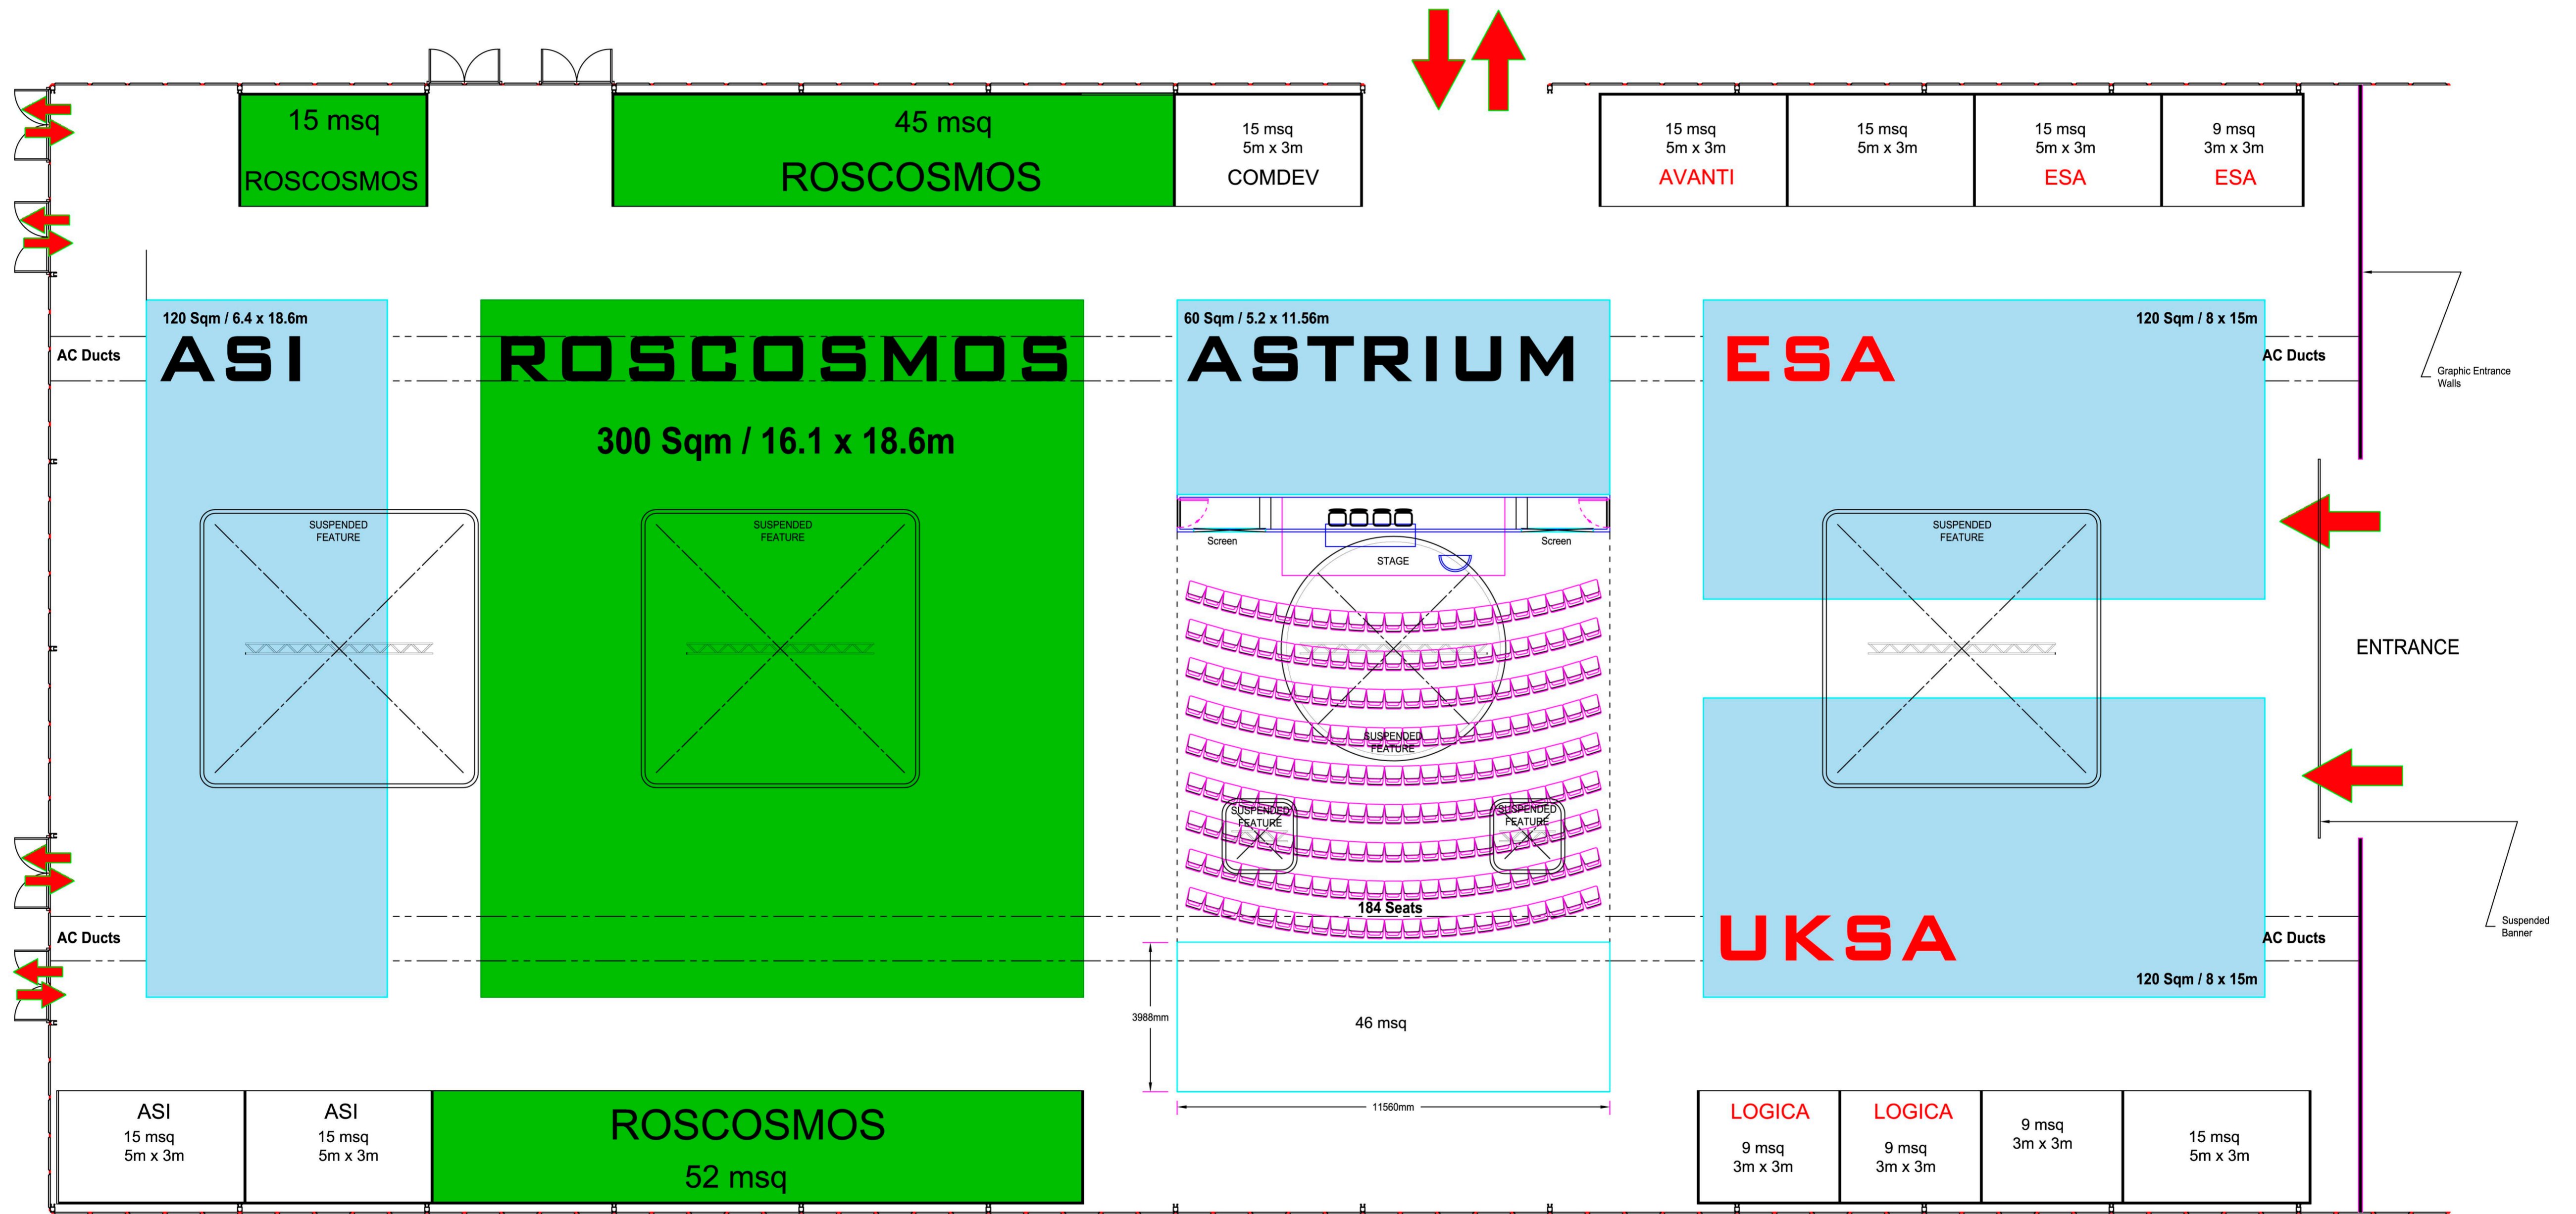 15 msq
ROSCOSMOS
45 msq
ROSCOSMOS
15 msq
5m x 3m
COMDEV
15 msq
5m x 3m
AVANTI
15 msq
5m x 3m
15 msq
5m x 3m
ESA
9 msq
3m x 3m
ESA
120 Sqm / 6.4 x 18.6m
ASI
AC Ducts
ROSCOSMOS
300 Sqm / 16.1 x 18.6m
60 Sqm / 5.2 x 11.56m
ASTRIUM
120 Sqm / 8 x 15m
ESA
AC Ducts
Graphic Entrance
Walls
SUSPENDED
FEATURE
SUSPENDED
FEATURE
Screen
STAGE
Screen
SUSPENDED
FEATURE
ENTRANCE
SUSPENDED
FEATURE
SUSPENDED
FEATURE
SUSPENDED
FEATURE
184 Seats
AC Ducts
UKSA
AC Ducts
120 Sqm / 8 x 15m
Suspended
Banner
3988mm
46 msq
11560mm
ASI
15 msq
5m x 3m
ASI
15 msq
5m x 3m
ROSCOSMOS
52 msq
LOGICA
9 msq
3m x 3m
LOGICA
9 msq
3m x 3m
9 msq
3m x 3m
15 msq
5m x 3m